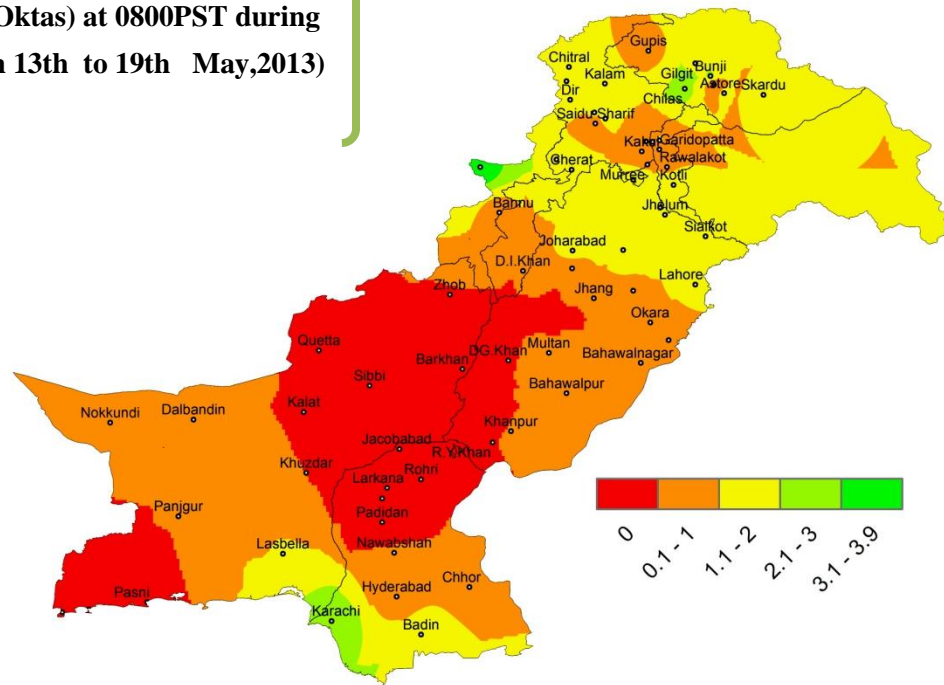 Oktas) at 0800PST during
13th to 19th May,2013)
Gupis
Chitral
Bunji
Gilgit
Kalam
Astore
Skardu
Dir
Chilas
Saidu Sharif
Garidopatta
Kakul
Rawalakot
Cherat
Murree
Kotli
Bannu
Jhelum
Sialkot
Joharabad
D.I.Khan
Lahore
Zhob
Jhang
Okara
Quetta
Multan
DG.Khan
Barkhan
Bahawalnagar
Sibbi
Bahawalpur
Nokkundi
Dalbandin
Kalat
Khanpur
Jacobabad
R.Y.Khan
Khuzdar
Rohri
Larkana
Panjgur
Padidan
Lasbella
Nawabshah
Pasni
Hyderabad
Chhor
Karachi
Badin
0
0.1 - 1
1.1 - 2
2.1 - 3
3.1 - 3.9